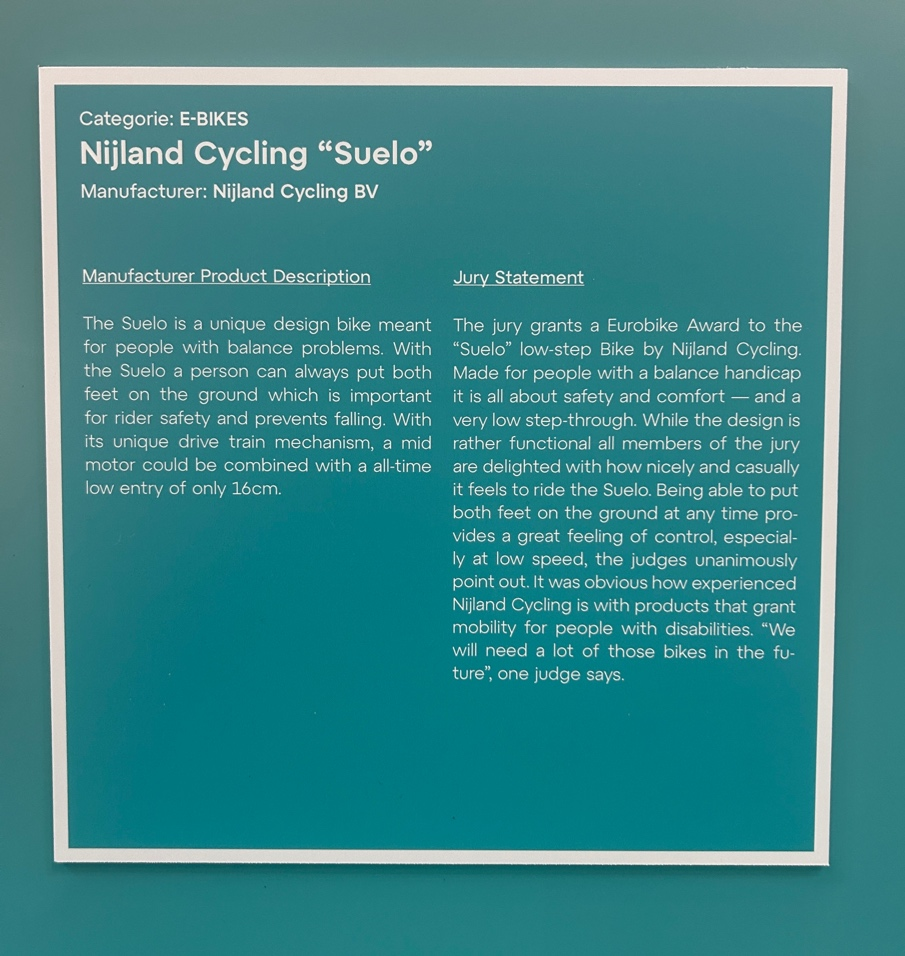 Categorie: E-BIKES
Nijland Cycling “Suelo”
Manufacturer: Nijland Cycling BV
Manufacturer Product Description
The Suelo is a unique design bike meant
for people with balance problems. With
the Suelo a person can always put both
feet on the ground which is important
for rider safety and prevents falling. With
its unique drive train mechanism, a mid
motor could be combined with a all-time
low entry of only 16cm.
Jury Statement
The jury grants a Eurobike Award to the
“Suelo” low-step Bike by Nijland Cycling.
Made for people with a balance handicap
it is all about safety and comfort — and a
very low step-through. While the design is
rather functional all members of the jury
are delighted with how nicely and casually
it feels to ride the Suelo. Being able to put
both feet on the ground at any time pro-
vides a great feeling of control, especial-
ly at low speed, the judges unanimously
point out. It was obvious how experienced
Nijland Cycling is with products that grant
mobility for people with disabilities. “We
will need a lot of those bikes in the fu-
ture”, one judge says.